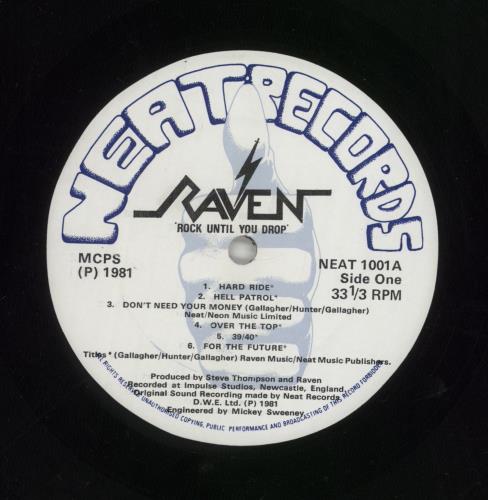 NEAT RECORDS
RAVEN
'ROCK UNTIL YOU DROP'
MCPS
(P) 1981
NEAT 1001A
Side One
33 1/3 RPM
1. HARD RIDE*
2. HELL PATROL*
3. DON'T NEED YOUR MONEY (Gallagher/Hunter/Gallagher)
Neat/Neon Music Limited
4. OVER THE TOP*
5. 39/40*
6. FOR THE FUTURE*
Titles * (Gallagher/Hunter/Gallagher) Raven Music/Neat Music Publishers.
Produced by Steve Thompson and Raven
Recorded at Impulse Studios, Newcastle, England.
Original Sound Recording made by Neat Records
D.W.E. Ltd. (P) 1981
Engineered by Mickey Sweeney
ALL RIGHTS RESERVED. UNAUTHORISED COPYING, PUBLIC PERFORMANCE AND BROADCASTING OF THIS RECORD FORBIDDEN